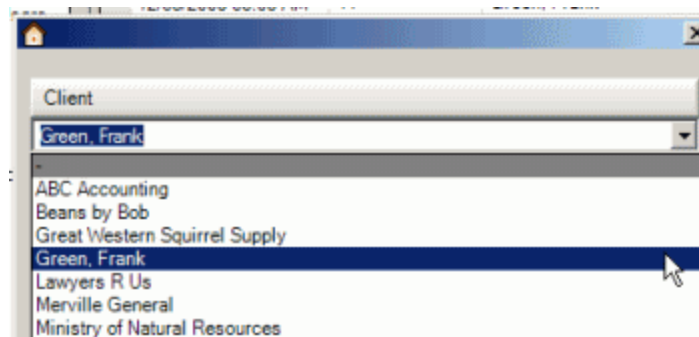 Client
Green, Frank
-
ABC Accounting
Beans by Bob
Great Western Squirrel Supply
Green, Frank
Lawyers R Us
Merville General
Ministry of Natural Resources